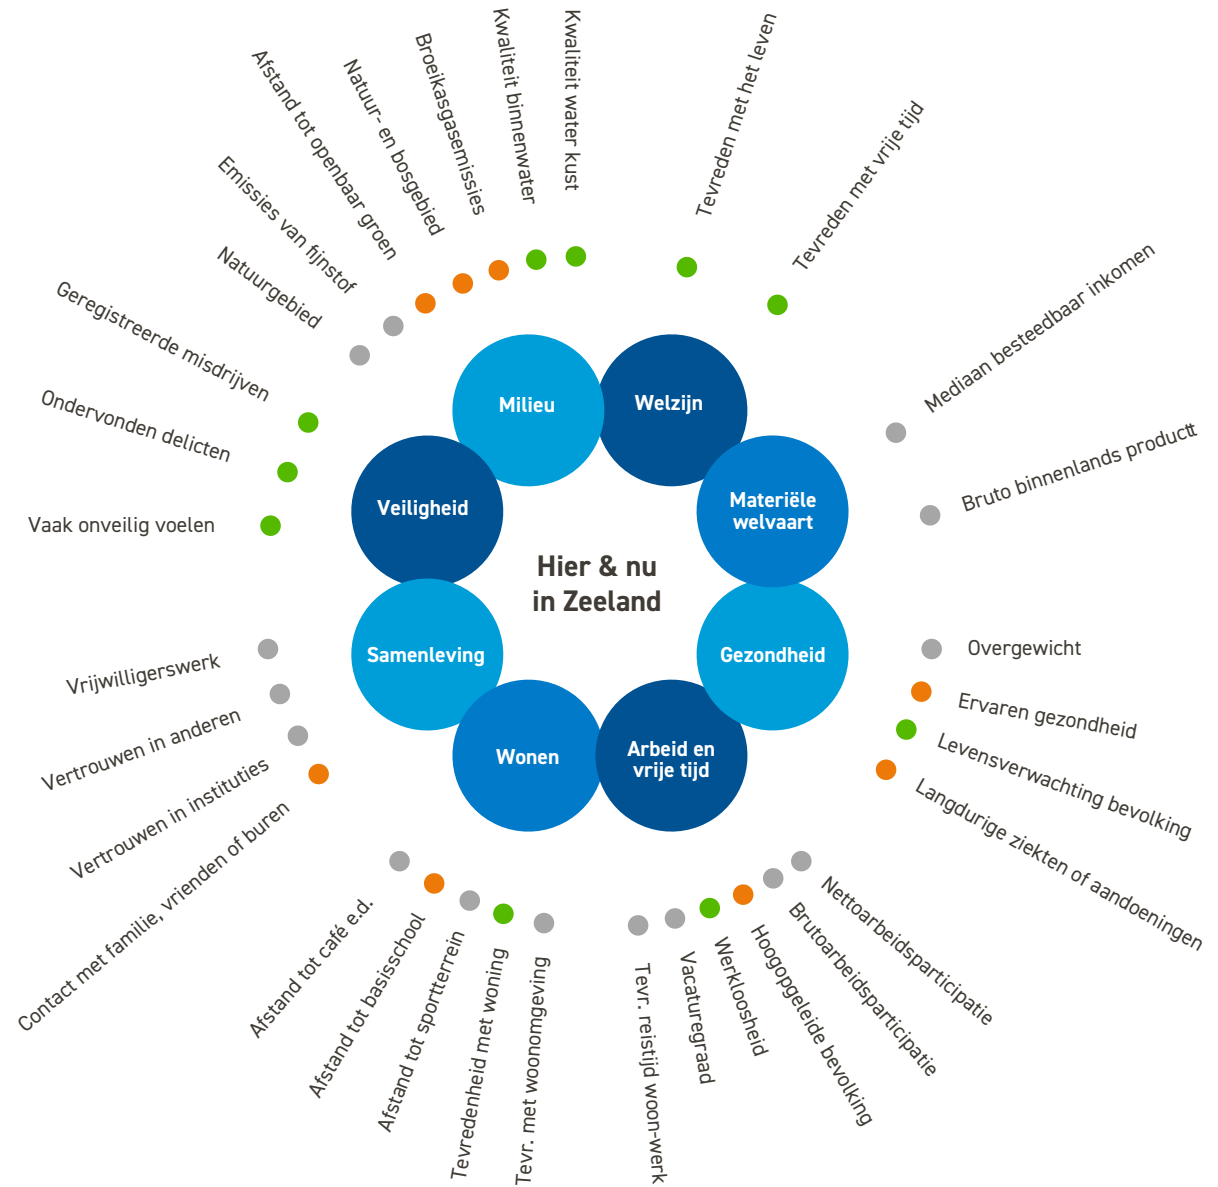 Kwaliteit water kust
Kwaliteit binnenwater
Broeikasgasemissies
Natuur- en bosgebied
Afstand tot openbaar groen
Emissies van fijnstof
Natuurgebied
Tevreden met het leven
Tevreden met vrije tijd
Mediaan besteedbaar inkomen
Bruto binnenlands productt
Geregistreerde misdrijven
Ondervonden delicten
Vaak onveilig voelen
Milieu
Welzijn
Veiligheid
Materiële
welvaart
Hier & nu
in Zeeland
Samenleving
Gezondheid
Wonen
Arbeid en
vrije tijd
Overgewicht
Ervaren gezondheid
Levensverwachting bevolking
Langdurige ziekten of aandoeningen
Vrijwilligerswerk
Vertrouwen in anderen
Vertrouwen in instituties
Contact met familie, vrienden of buren
Afstand tot café e.d.
Afstand tot basisschool
Afstand tot sportterrein
Tevredenheid met woning
Tevr. met woonomgeving
Tevr. reistijd woon-werk
Vacaturegraad
Werkloosheid
Hoogopgeleide bevolking
Brutoarbeidsparticipatie
Nettoarbeidsparticipatie